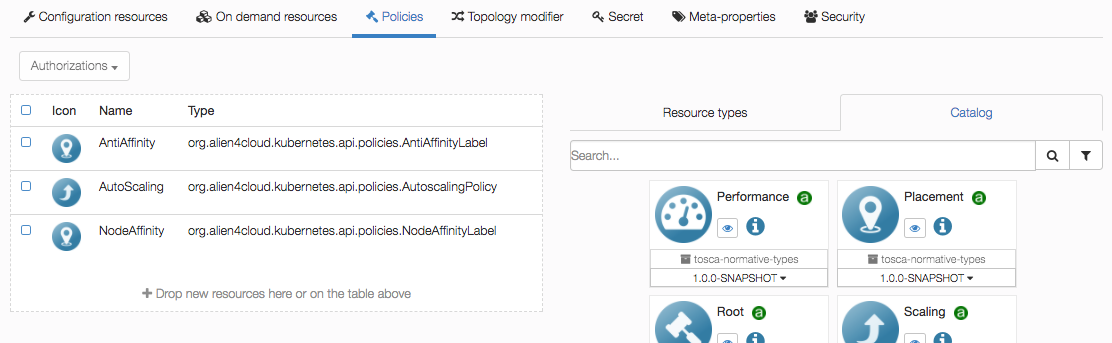 Configuration resources On demand resources Policies Topology modifier Secret Meta-properties Security
Authorizations
Icon Name Type
AntiAffinity org.alien4cloud.kubernetes.api.policies.AntiAffinityLabel
AutoScaling org.alien4cloud.kubernetes.api.policies.AutoscalingPolicy
NodeAffinity org.alien4cloud.kubernetes.api.policies.NodeAffinityLabel
+ Drop new resources here or on the table above
Resource types Catalog
Search...
Performance a
tosca-normative-types
1.0.0-SNAPSHOT
Placement a
tosca-normative-types
1.0.0-SNAPSHOT
Root a
Scaling a